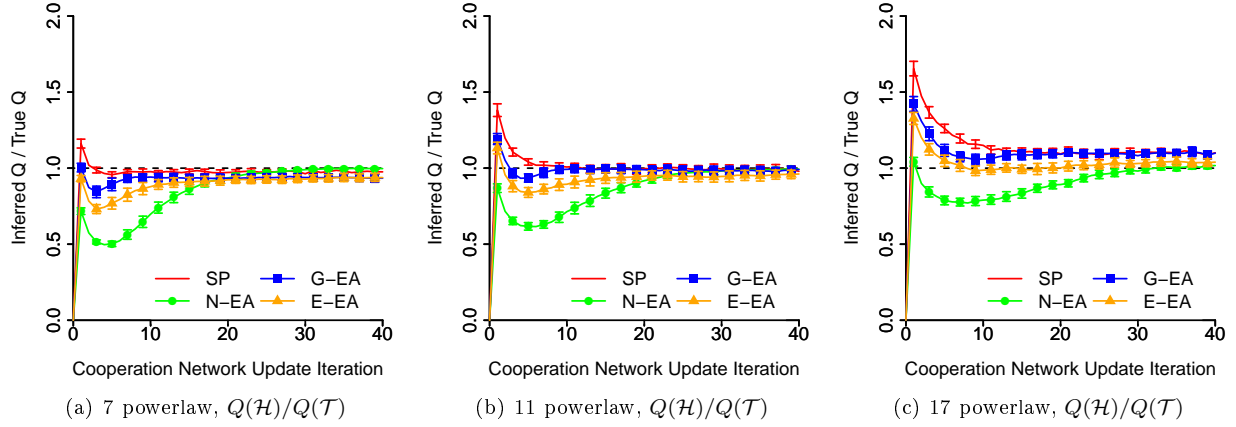 Inferred Q / True Q
2.0
1.5
1.0
0.5
0.0
SP
G−EA
N−EA
E−EA
0 10 20 30 40
Cooperation Network Update Iteration
(a) 7 powerlaw, Q(ℋ)/Q(𝒯)
Inferred Q / True Q
2.0
1.5
1.0
0.5
0.0
SP
G−EA
N−EA
E−EA
0 10 20 30 40
Cooperation Network Update Iteration
(b) 11 powerlaw, Q(ℋ)/Q(𝒯)
Inferred Q / True Q
2.0
1.5
1.0
0.5
0.0
SP
G−EA
N−EA
E−EA
0 10 20 30 40
Cooperation Network Update Iteration
(c) 17 powerlaw, Q(ℋ)/Q(𝒯)